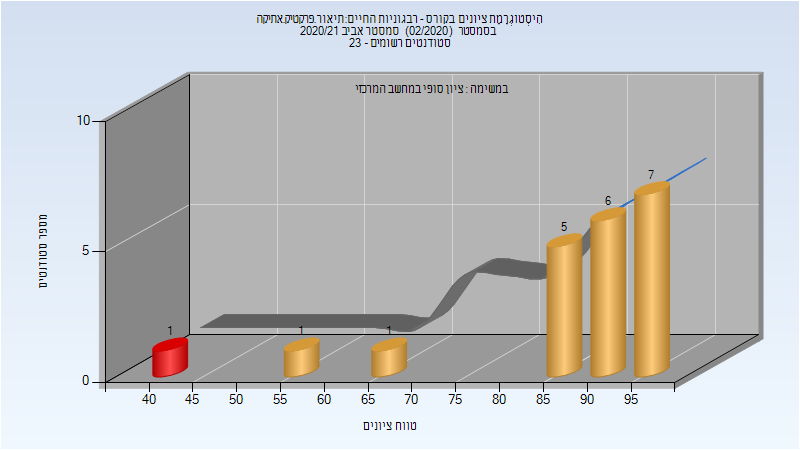 היסטוגרמת ציונים בקורס - רבגוניות החיים:תיאור.פרקטיק.אתיקה
בסמסטר (02/2020) סמסטר אביב 2020/21
סטודנטים רשומים - 23
במשימה : ציון סופי במחשב המרכזי
מספר סטודנטים
10
5
0
1
1
1
5
6
7
40 45 50 55 60 65 70 75 80 85 90 95
טווח ציונים